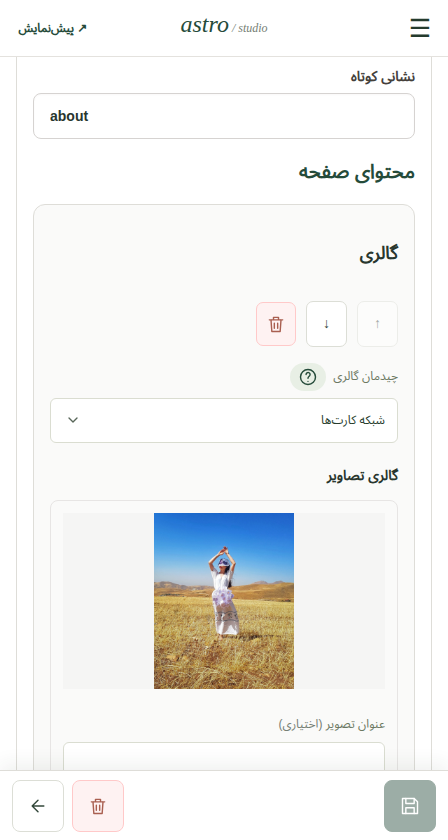 astro / studio
پیش‌نمایش ↗
نشانی کوتاه
about
محتوای صفحه
گالری
↑ ↓
چیدمان گالری ?
شبکه کارت‌ها
گالری تصاویر
عنوان تصویر (اختیاری)